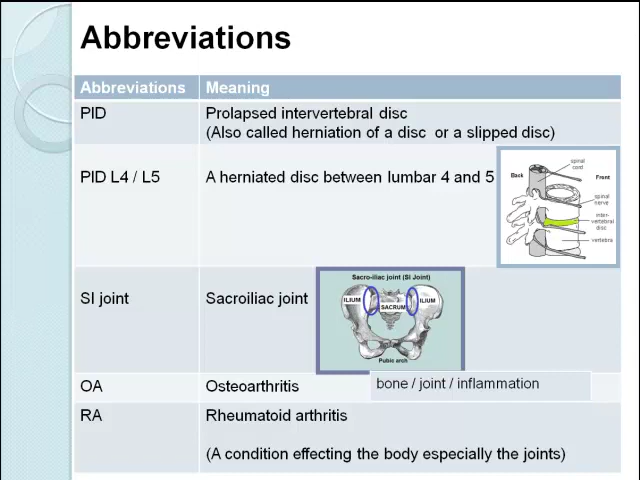 Abbreviations
Abbreviations Meaning
PID Prolapsed intervertebral disc
(Also called herniation of a disc or a slipped disc)
PID L4 / L5 A herniated disc between lumbar 4 and 5
Back
spinal
cord
Front
spinal
nerve
inter-
vertebral
disc
vertebra
SI joint Sacroiliac joint
Sacro-iliac joint (SI Joint)
ILIUM SACRUM ILIUM
Pubic arch
OA Osteoarthritis
bone / joint / inflammation
RA Rheumatoid arthritis
(A condition effecting the body especially the joints)